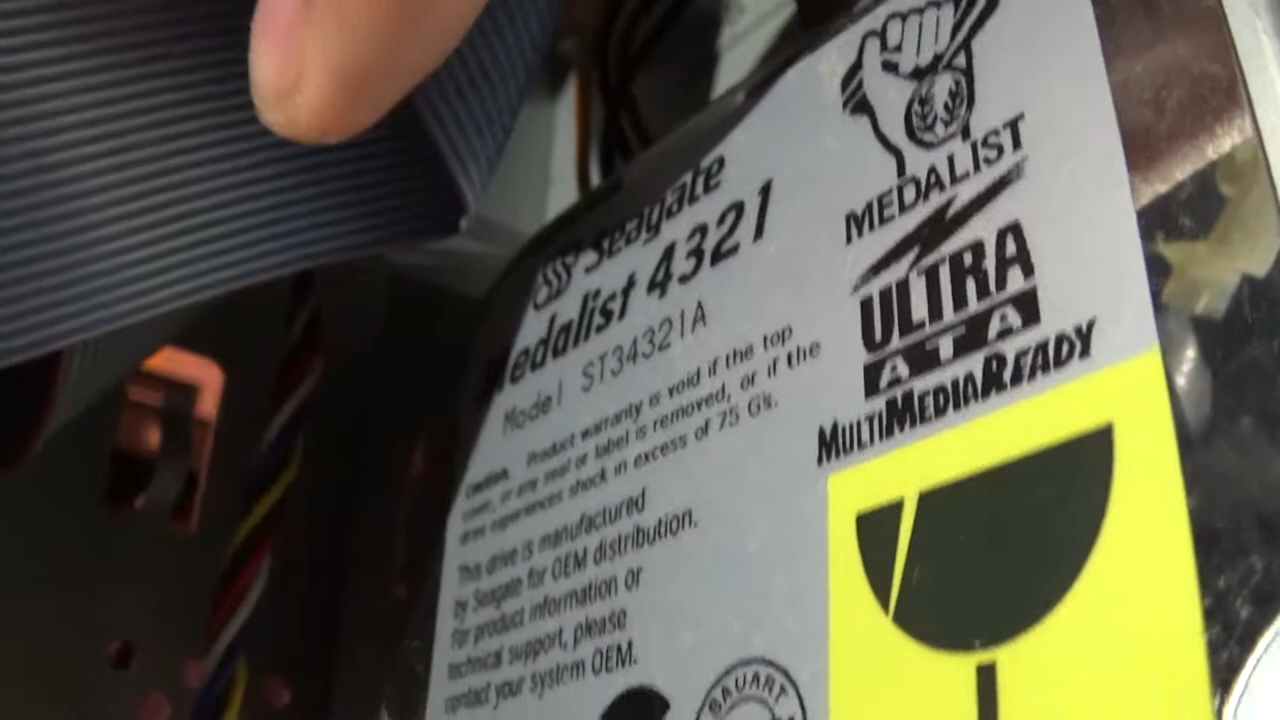 Seagate
edalist 4321
Model ST34321A
Caution. Product warranty is void if the top
cover, or any seal or label is removed, or if the
drive experiences shock in excess of 75 G's.
This drive is manufactured
by Seagate for OEM distribution.
For product information or
technical support, please
contact your system OEM.
MEDALIST
ULTRA
ATA
MULTIMEDIAREADY
BAUART